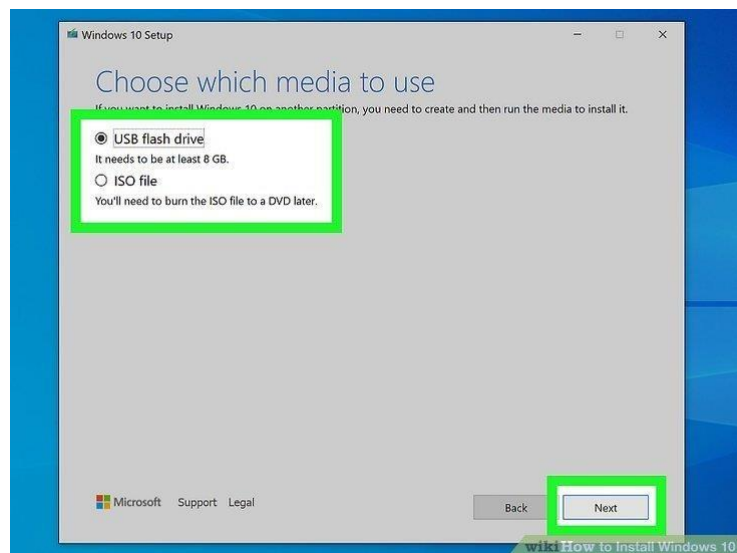 Windows 10 Setup
Choose which media to use
If you want to install Windows 10 on another partition, you need to create and then run the media to install it.
USB flash drive
It needs to be at least 8 GB.
ISO file
You'll need to burn the ISO file to a DVD later.
Microsoft Support Legal
Back Next
wikiHow to Install Windows 10